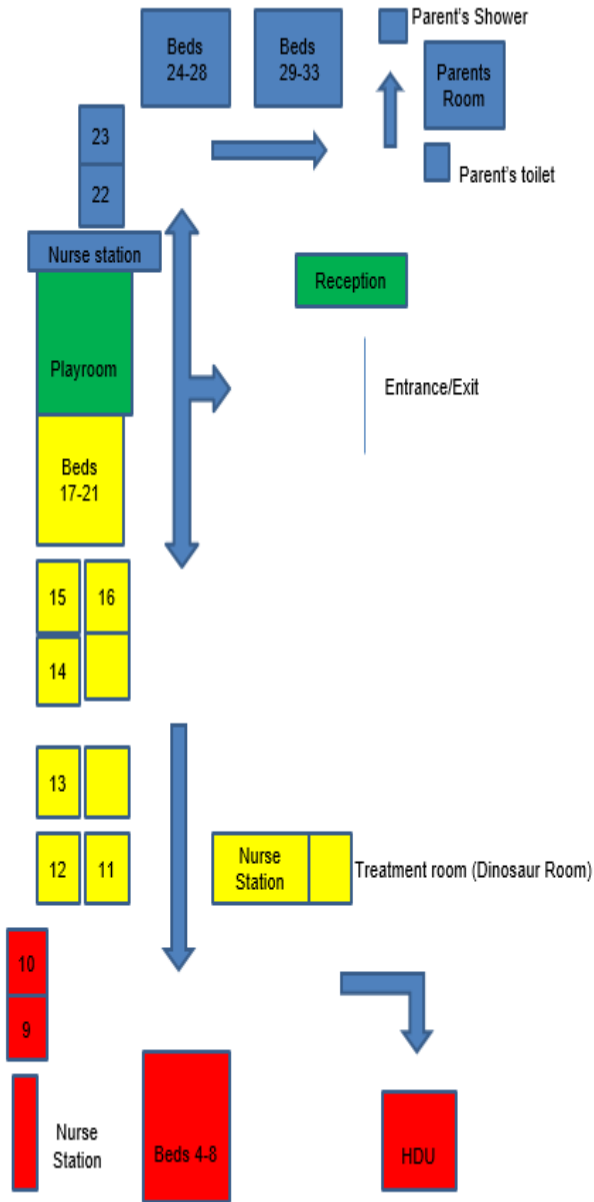 Parent's Shower
Beds
24-28
Beds
29-33
Parents
Room
23
22
Parent's toilet
Nurse station
Reception
Playroom
Entrance/Exit
Beds
17-21
15
16
14
13
12
11
Nurse
Station
Treatment room (Dinosaur Room)
10
9
Nurse
Station
Beds 4-8
HDU